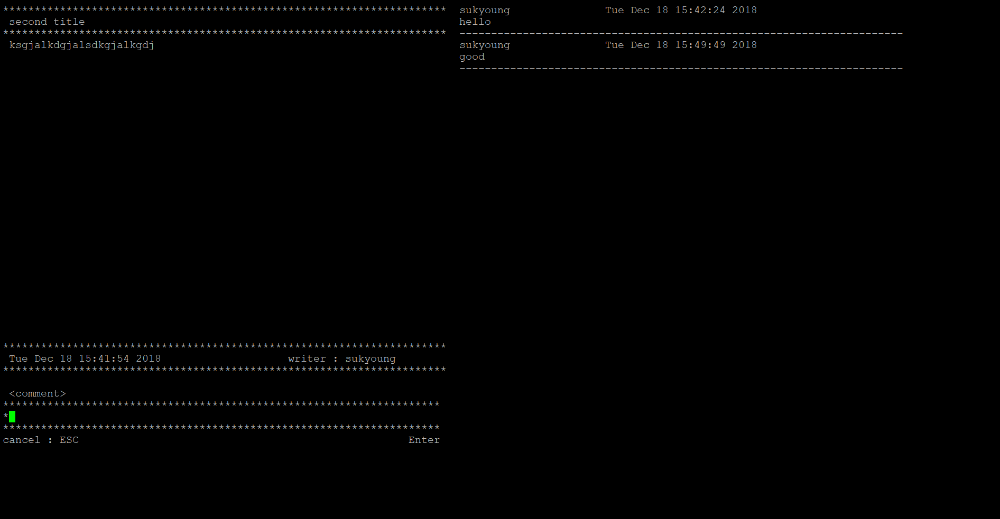 **********************************************************************
second title
**********************************************************************
ksgjalkdgjalsdkgjalkgdj
**********************************************************************
Tue Dec 18 15:41:54 2018 writer : sukyoung
**********************************************************************
<comment>
*********************************************************************
*
*********************************************************************
cancel : ESC Enter
sukyoung Tue Dec 18 15:42:24 2018
hello
----------------------------------------------------------------------
sukyoung Tue Dec 18 15:49:49 2018
good
----------------------------------------------------------------------